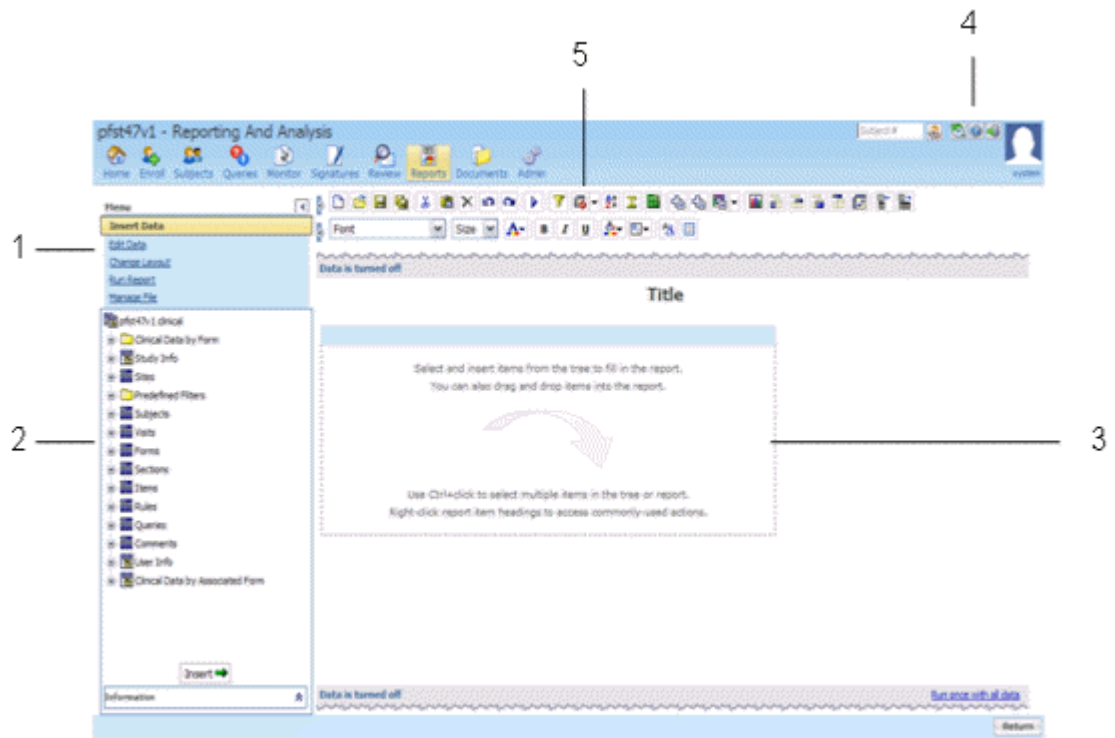 4
5
pfst47v1 - Reporting And Analysis
Subject #
Home Enroll Subjects Queries Monitor Signatures Review Reports Documents Admin
system
Menu
Insert Data
1
Edit Data
Change Layout
Run Report
Manage File
Font Size A B I U
Data is turned off
Title
pfst47v1 clinical
Clinical Data by Form
Study Info
Sites
Predefined Filters
Subjects
Visits
Forms
Sections
Items
Rules
Queries
Comments
User Info
Clinical Data by Associated Form
2
Select and insert items from the tree to fill in the report.
You can also drag and drop items into the report.
3
Use Ctrl+click to select multiple items in the tree or report.
Right-click report item headings to access commonly-used actions.
Insert
Information
Data is turned off
Run once with all data
Return